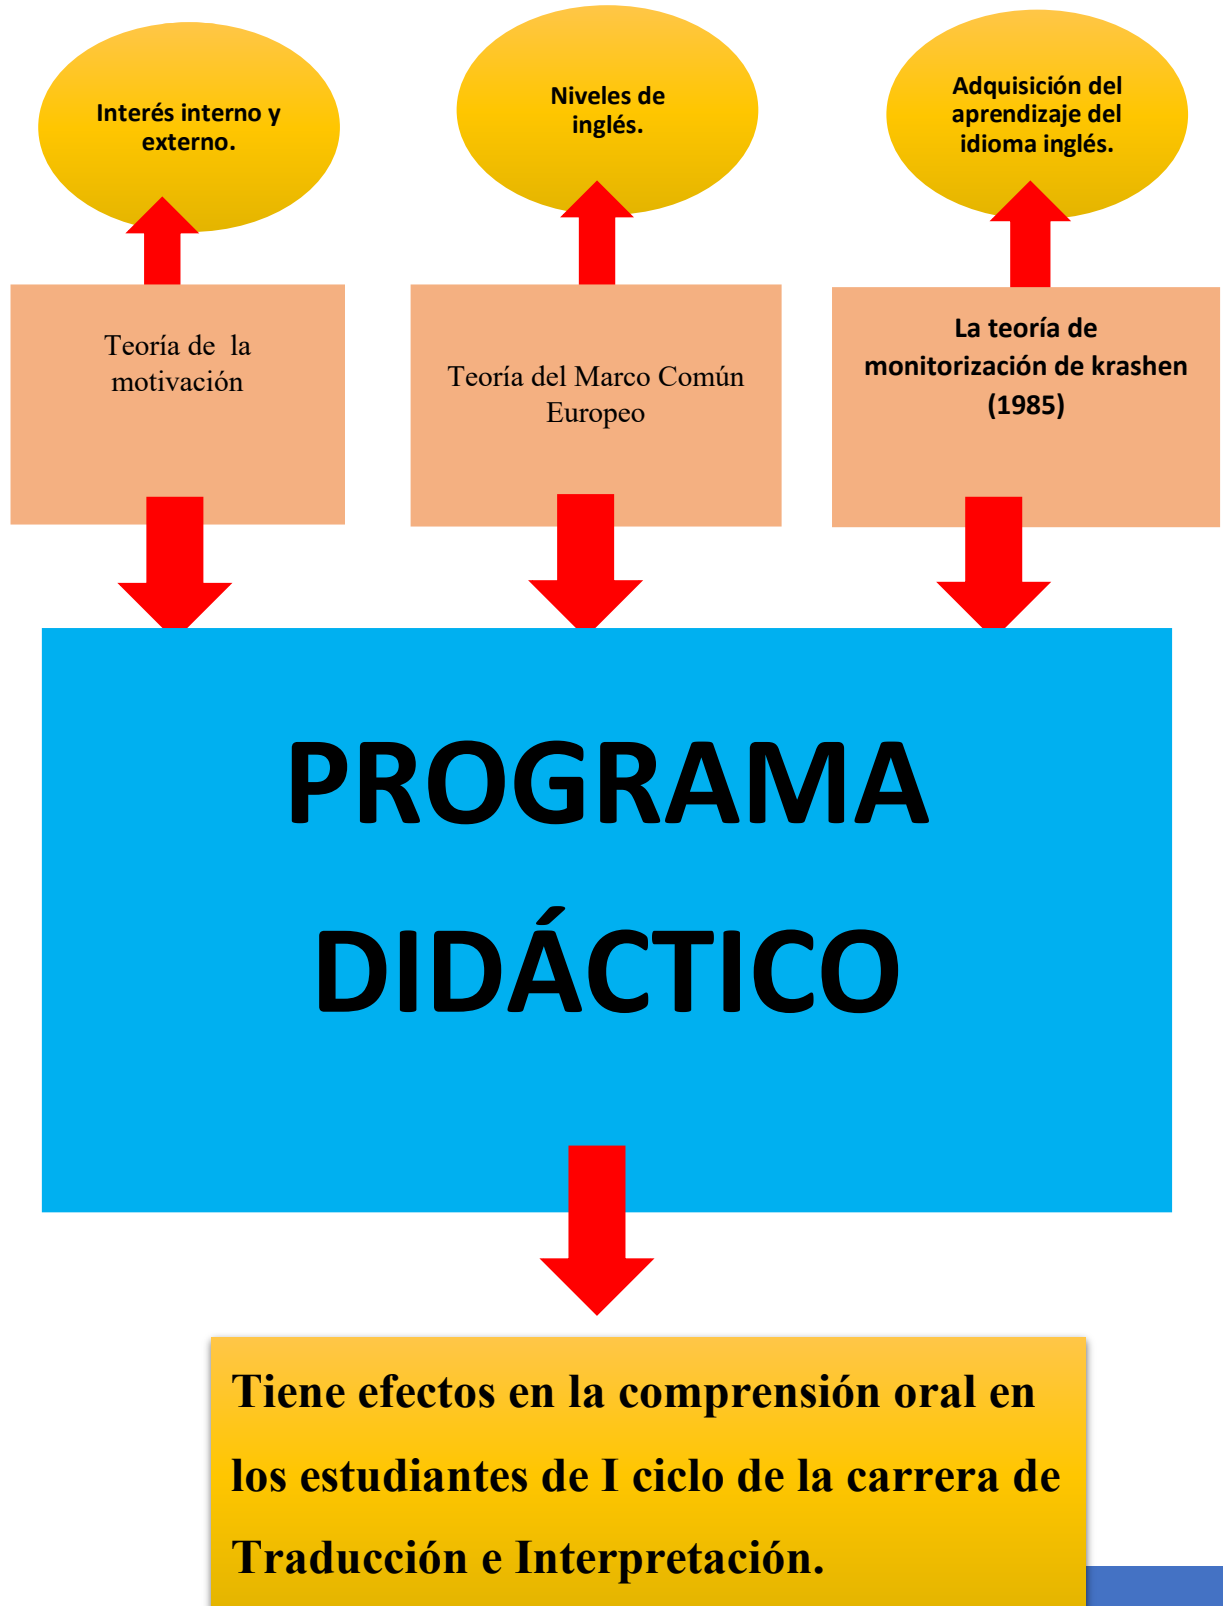 Interés interno y
externo.
Niveles de
inglés.
Adquisición del
aprendizaje del
idioma inglés.
Teoría de  la
motivación
Teoría del Marco Común
Europeo
La teoría de
monitorización de krashen
(1985)
PROGRAMA
DIDÁCTICO
Tiene efectos en la comprensión oral en
los estudiantes de I ciclo de la carrera de
Traducción e Interpretación.